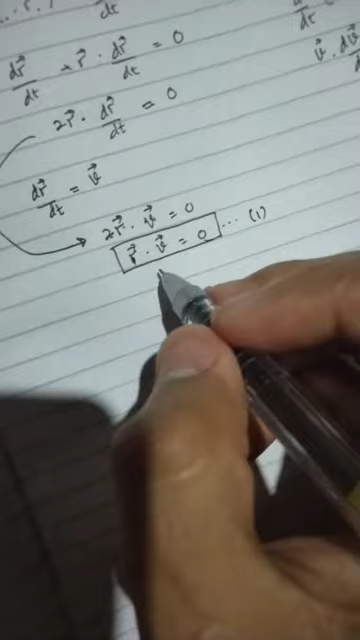 dr⃗/dt · r⃗ · dr⃗/dt = 0
2r⃗ · dr⃗/dt = 0
dr⃗/dt = v⃗
2r⃗ · v⃗ = 0
r⃗ · v⃗ = 0 ... (1)